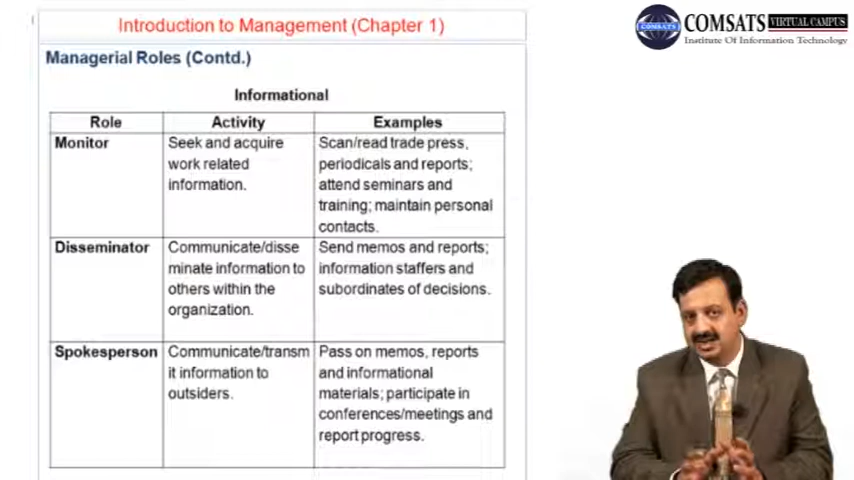 Introduction to Management (Chapter 1)
COMSATS VIRTUAL CAMPUS
COMSATS
Institute Of Information Technology
Managerial Roles (Contd.)
Informational
Role Activity Examples
Monitor Seek and acquire Scan/read trade press,
work related periodicals and reports;
information. attend seminars and
training; maintain personal
contacts.
Disseminator Communicate/disse Send memos and reports;
minate information to information staffers and
others within the subordinates of decisions.
organization.
Spokesperson Communicate/transm Pass on memos, reports
it information to and informational
outsiders. materials; participate in
conferences/meetings and
report progress.